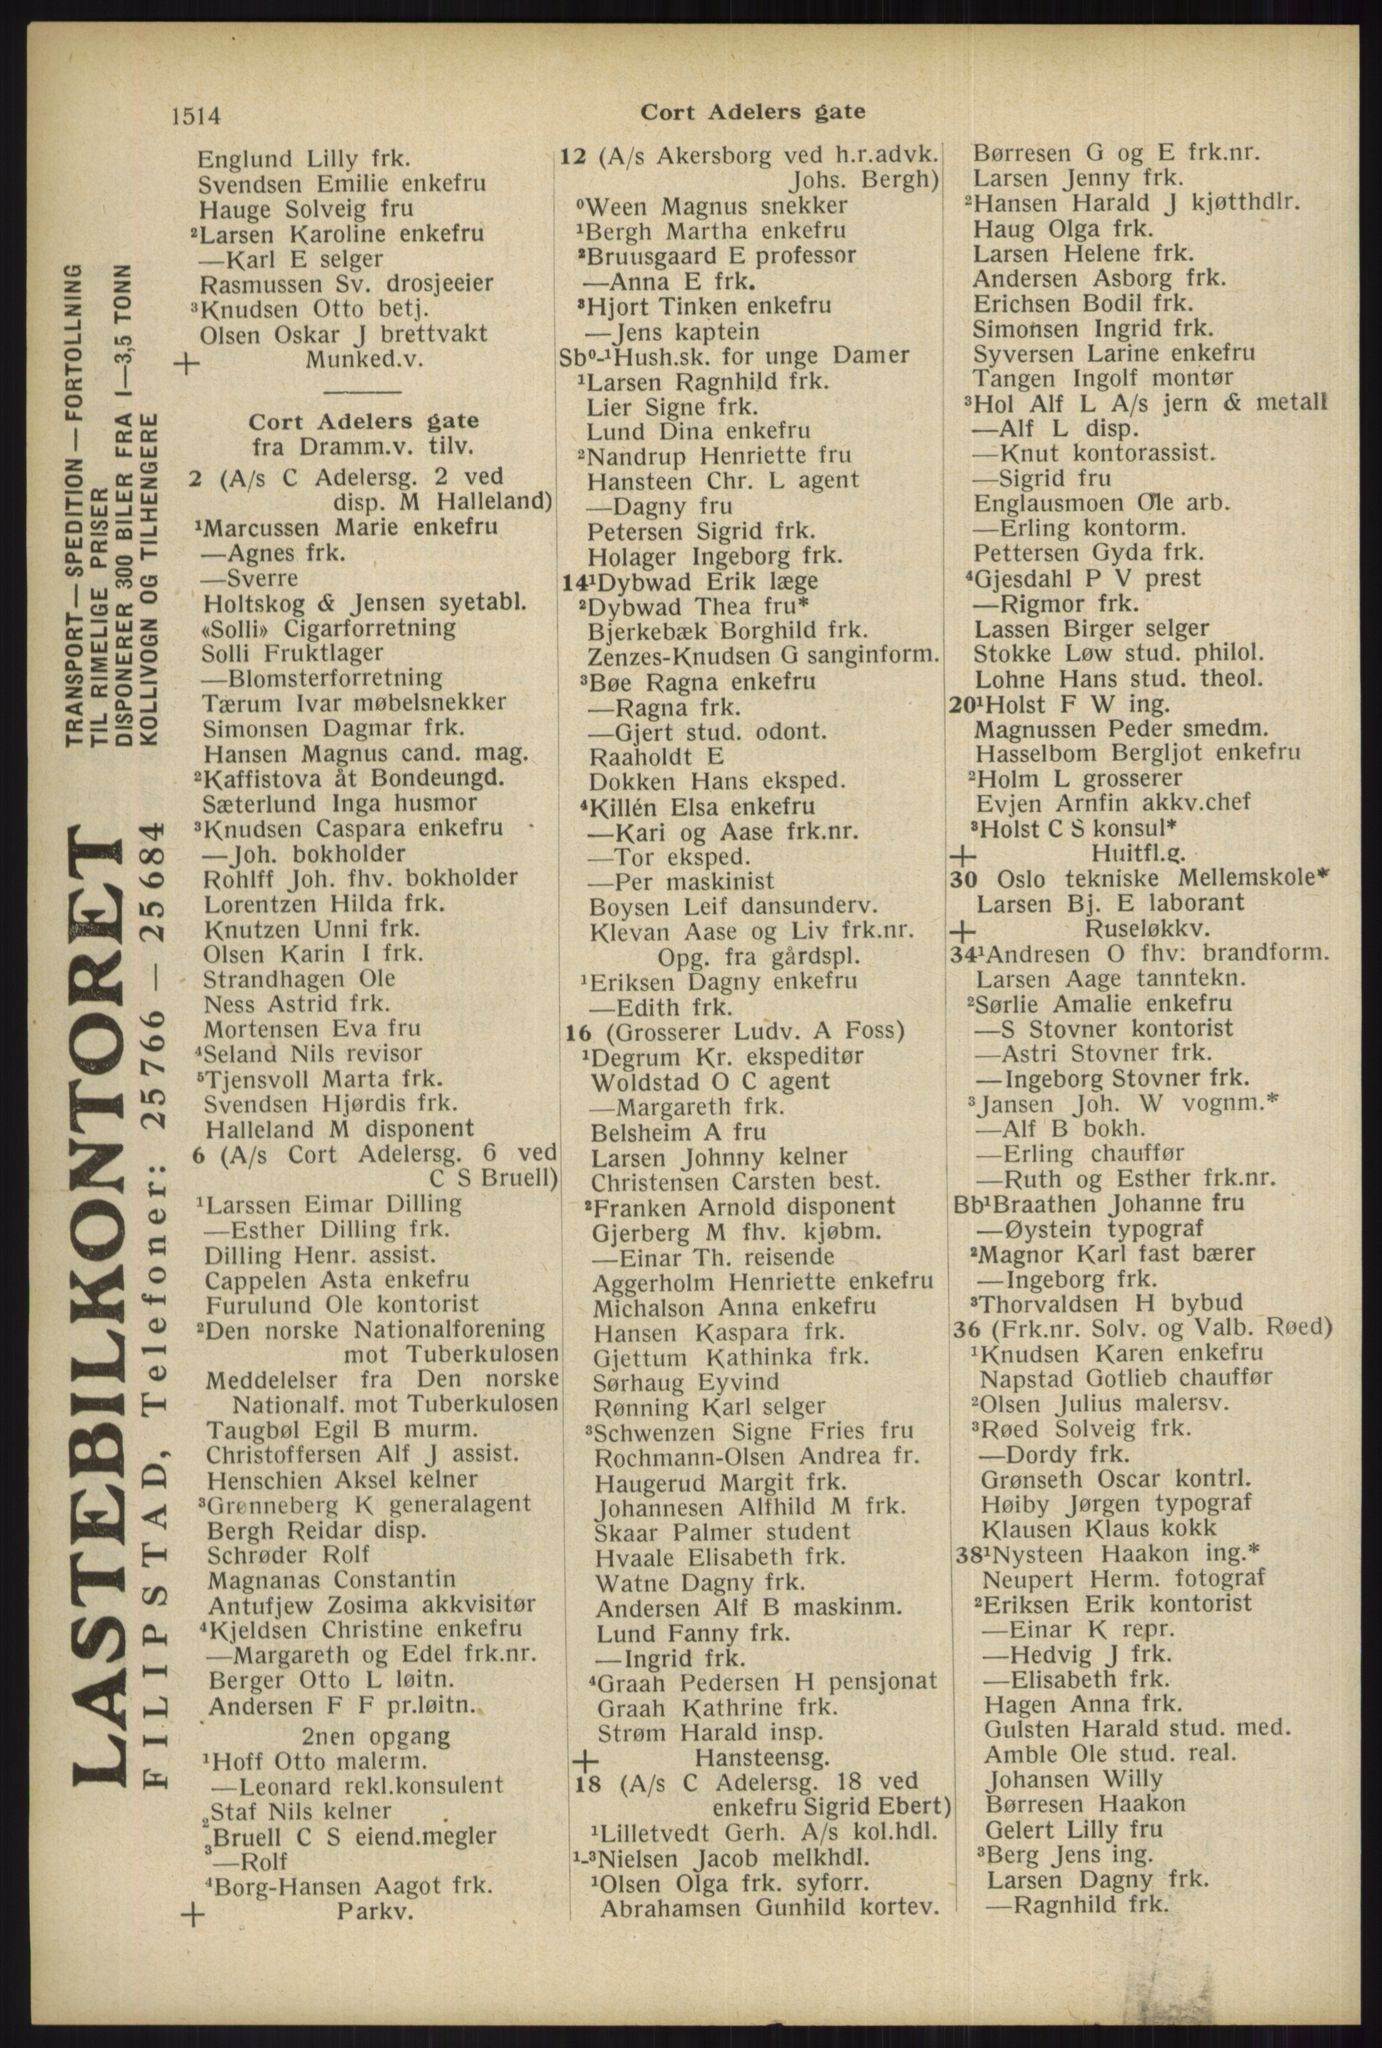 1514
Cort Adelers gate
LASTEBILKONTORET
FILIPSTAD, Telefoner: 25766 — 25684
TRANSPORT—SPEDITION—FORTOLLNING
TIL RIMELIGE PRISER
DISPONERER 300 BILER FRA 1—3,5 TONN
KOLLIVOGN OG TILHENGERE
Englund Lilly frk.
Svendsen Emilie enkefru
Hauge Solveig fru
²Larsen Karoline enkefru
—Karl E selger
Rasmussen Sv. drosjeeier
³Knudsen Otto betj.
Olsen Oskar J brettvakt
+ Munked.v.
Cort Adelers gate
fra Dramm.v. tilv.
2 (A/s C Adelersg. 2 ved
disp. M Halleland)
¹Marcussen Marie enkefru
—Agnes frk.
—Sverre
Holtskog & Jensen syetabl.
«Solli» Cigarforretning
Solli Fruktlager
—Blomsterforretning
Tærum Ivar møbelsnekker
Simonsen Dagmar frk.
Hansen Magnus cand. mag.
²Kaffistova åt Bondeungd.
Sæterlund Inga husmor
³Knudsen Caspara enkefru
—Joh. bokholder
Rohlff Joh. fhv. bokholder
Lorentzen Hilda frk.
Knutzen Unni frk.
Olsen Karin I frk.
Strandhagen Ole
Ness Astrid frk.
Mortensen Eva fru
⁴Seland Nils revisor
⁵Tjensvoll Marta frk.
Svendsen Hjørdis frk.
Halleland M disponent
6 (A/s Cort Adelersg. 6 ved
C S Bruell)
¹Larssen Eimar Dilling
—Esther Dilling frk.
Dilling Henr. assist.
Cappelen Asta enkefru
Furulund Ole kontorist
²Den norske Nationalforening
mot Tuberkulosen
Meddelelser fra Den norske
Nationalf. mot Tuberkulosen
Taugbøl Egil B murm.
Christoffersen Alf J assist.
Henschien Aksel kelner
³Grønneberg K generalagent
Bergh Reidar disp.
Schrøder Rolf
Magnanas Constantin
Antufjew Zosima akkvisitør
⁴Kjeldsen Christine enkefru
—Margareth og Edel frk.nr.
Berger Otto L løitn.
Andersen F F pr.løitn.
2nen opgang
¹Hoff Otto malerm.
—Leonard rekl.konsulent
₂Staf Nils kelner
₃Bruell C S eiend.megler
—Rolf
⁴Borg-Hansen Aagot frk.
+ Parkv.
12 (A/s Akersborg ved h.r.advk.
Johs. Bergh)
⁰Ween Magnus snekker
¹Bergh Martha enkefru
²Bruusgaard E professor
—Anna E frk.
³Hjort Tinken enkefru
—Jens kaptein
Sb⁰-¹Hush.sk. for unge Damer
¹Larsen Ragnhild frk.
Lier Signe frk.
Lund Dina enkefru
²Nandrup Henriette fru
Hansteen Chr. L agent
—Dagny fru
Petersen Sigrid frk.
Holager Ingeborg frk.
14¹Dybwad Erik læge
²Dybwad Thea fru*
Bjerkebæk Borghild frk.
Zenzes-Knudsen G sanginform.
³Bøe Ragna enkefru
—Ragna frk.
—Gjert stud. odont.
Raaholdt E
Dokken Hans eksped.
⁴Killén Elsa enkefru
—Kari og Aase frk.nr.
—Tor eksped.
—Per maskinist
Boysen Leif dansunderv.
Klevan Aase og Liv frk.nr.
Opg. fra gårdspl.
¹Eriksen Dagny enkefru
—Edith frk.
16 (Grosserer Ludv. A Foss)
¹Degrum Kr. ekspeditør
Woldstad O C agent
—Margareth frk.
Belsheim A fru
Larsen Johnny kelner
Christensen Carsten best.
²Franken Arnold disponent
Gjerberg M fhv. kjøbm.
—Einar Th. reisende
Aggerholm Henriette enkefru
Michalson Anna enkefru
Hansen Kaspara frk.
Gjettum Kathinka frk.
Sørhaug Eyvind
Rønning Karl selger
³Schwenzen Signe Fries fru
Rochmann-Olsen Andrea fr.
Haugerud Margit frk.
Johannesen Alfhild M frk.
Skaar Palmer student
Hvaale Elisabeth frk.
Watne Dagny frk.
Andersen Alf B maskinm.
Lund Fanny frk.
—Ingrid frk.
⁴Graah Pedersen H pensjonat
Graah Kathrine frk.
Strøm Harald insp.
+ Hansteensg.
18 (A/s C Adelersg. 18 ved
enkefru Sigrid Ebert)
¹Lilletvedt Gerh. A/s kol.hdl.
¹-³Nielsen Jacob melkhdl.
¹Olsen Olga frk. syforr.
Abrahamsen Gunhild kortev.
Børresen G og E frk.nr.
Larsen Jenny frk.
²Hansen Harald J kjøtthdlr.
Haug Olga frk.
Larsen Helene frk.
Andersen Asborg frk.
Erichsen Bodil frk.
Simonsen Ingrid frk.
Syversen Larine enkefru
Tangen Ingolf montør
³Hol Alf L A/s jern & metall
—Alf L disp.
—Knut kontorassist.
—Sigrid fru
Englausmoen Ole arb.
—Erling kontorm.
Pettersen Gyda frk.
⁴Gjesdahl P V prest
—Rigmor frk.
Lassen Birger selger
Stokke Løw stud. philol.
Lohne Hans stud. theol.
20¹Holst F W ing.
Magnussen Peder smedm.
Hasselbom Bergljot enkefru
²Holm L grosserer
Evjen Arnfin akkv.chef
³Holst C S konsul*
+ Huitfl.g.
30 Oslo tekniske Mellemskole*
Larsen Bj. E laborant
+ Ruseløkkv.
34¹Andresen O fhv. brandform.
Larsen Aage tanntekn.
²Sørlie Amalie enkefru
—S Stovner kontorist
—Astri Stovner frk.
—Ingeborg Stovner frk.
³Jansen Joh. W vognm.*
—Alf B bokh.
—Erling chauffør
—Ruth og Esther frk.nr.
Bb¹Braathen Johanne fru
—Øystein typograf
²Magnor Karl fast bærer
—Ingeborg frk.
³Thorvaldsen H bybud
36 (Frk.nr. Solv. og Valb. Røed)
¹Knudsen Karen enkefru
Napstad Gotlieb chauffør
²Olsen Julius malersv.
³Røed Solveig frk.
—Dordy frk.
Grønseth Oscar kontrl.
Høiby Jørgen typograf
Klausen Klaus kokk
38¹Nysteen Haakon ing.*
Neupert Herm. fotograf
²Eriksen Erik kontorist
—Einar K repr.
—Hedvig J frk.
—Elisabeth frk.
Hagen Anna frk.
Gulsten Harald stud. med.
Amble Ole stud. real.
Johansen Willy
Børresen Haakon
Gelert Lilly fru
³Berg Jens ing.
Larsen Dagny frk.
—Ragnhild frk.